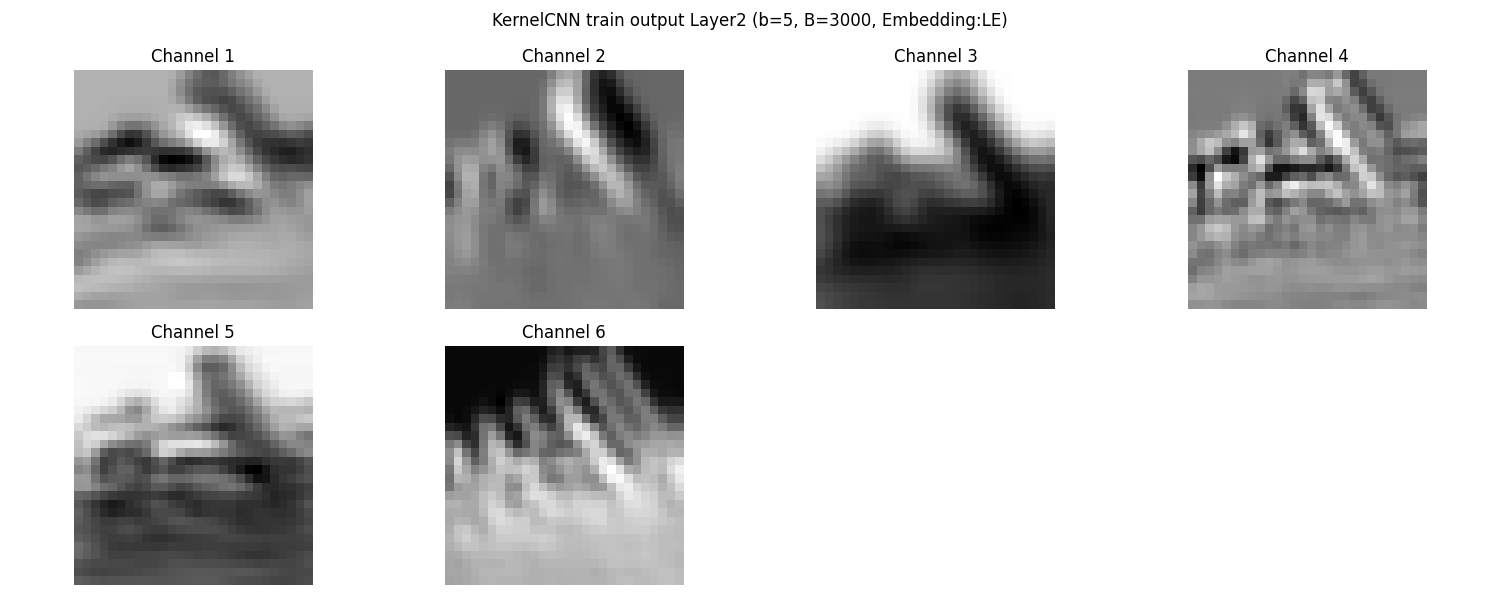 KernelCNN train output Layer2 (b=5, B=3000, Embedding:LE)
Channel 1
Channel 2
Channel 3
Channel 4
Channel 5
Channel 6